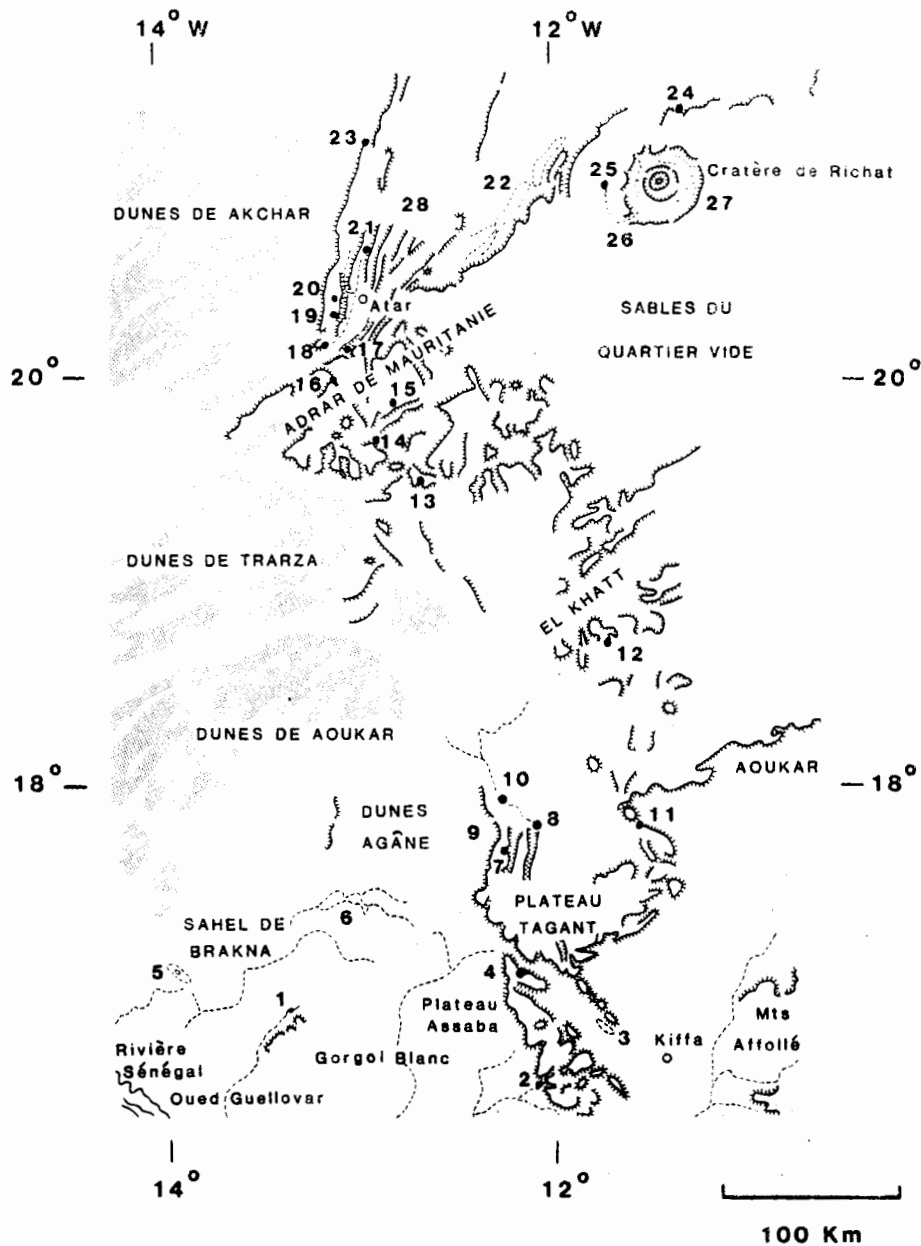 14° W
12° W
24
23
25
Cratère de Richat
22
27
DUNES DE AKCHAR
28
21
26
20
Atar
19
SABLES DU
18
17
QUARTIER VIDE
20°
20°
16A
ADRAR DE MAURITANIE
15
14
13
DUNES DE TRARZA
EL KHATT
12
DUNES DE AOUKAR
AOUKAR
18°
18°
10
DUNES
AGÂNE
9
8
11
7
PLATEAU
TAGANT
SAHEL DE
BRAKNA
6
5
4
1
Plateau
Assaba
Mts
Affollé
3
Kiffa
Rivière
Sénégal
Gorgol Blanc
2
Oued Guellovar
14°
12°
100 Km